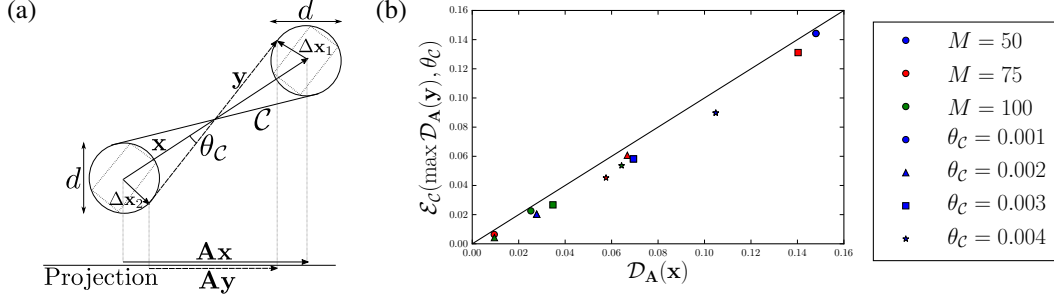 (a)
d
Δx₁
y
C
x
θ_C
d
Δx₂
Ax
Projection
Ay
(b)
ℰ_C(max 𝒟_A(y), θ_C)
0.16
0.14
0.12
0.10
0.08
0.06
0.04
0.02
0.00
0.00 0.02 0.04 0.06 0.08 0.10 0.12 0.14 0.16
𝒟_A(x)
M = 50
M = 75
M = 100
θ_C = 0.001
θ_C = 0.002
θ_C = 0.003
θ_C = 0.004